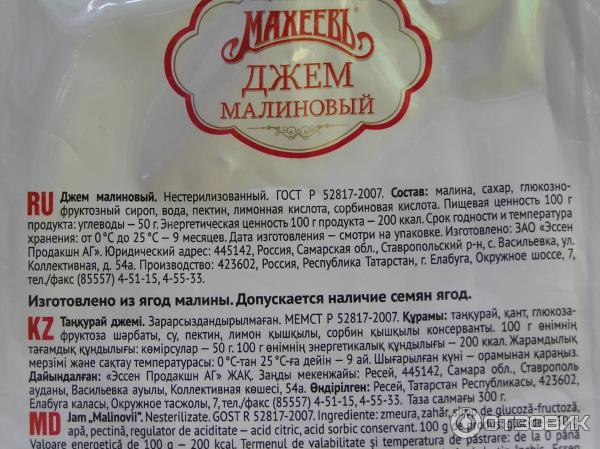 МАХЕЕВЪ
ДЖЕМ
МАЛИНОВЫЙ
RU Джем малиновый. Нестерилизованный. ГОСТ Р 52817-2007. Состав: малина, сахар, глюкозно-
фруктозный сироп, вода, пектин, лимонная кислота, сорбиновая кислота. Пищевая ценность 100 г
продукта: углеводы – 50 г. Энергетическая ценность 100 г продукта – 200 ккал. Срок годности и температура
хранения: от 0 °С до 25 °С – 9 месяцев. Дата изготовления – смотри на упаковке. Изготовлено: ЗАО «Эссен
Продакшн АГ». Юридический адрес: 445142, Россия, Самарская обл., Ставропольский р-н, с. Васильевка, ул.
Коллективная, д. 54а. Производство: 423602, Россия, Республика Татарстан, г. Елабуга, Окружное шоссе, 7,
тел./факс (85557) 4-51-15, 4-55-33.
Изготовлено из ягод малины. Допускается наличие семян ягод.
KZ Таңқурай джемі. Зарарсыздандырылмаған. МЕМСТ Р 52817-2007. Құрамы: таңқурай, қант, глюкоза-
фруктоза шәрбаты, су, пектин, лимон қышқылы, сорбин қышқылы консерванты. 100 г өнімнің
тағамдық құндылығы: көмірсулар – 50 г. 100 г өнімнің энергетикалық құндылығы – 200 ккал. Жарамдылық
мерзімі және сақтау температурасы: 0 °С-тан 25 °С-ға дейін – 9 ай. Шығарылған күні – орамынан қараңыз.
Дайындалған: «Эссен Продакшн АГ» ЖАҚ. Заңды мекенжайы: Ресей, 445142, Самара обл., Ставрополь
ауданы, Васильевка ауылы, Коллективная көшесі, 54а. Өндірілген: Ресей, Татарстан Республикасы, 423602,
Елабуга каласы, Окружное тасжолы, 7, тел./факс (85557) 4-51-15, 4-55-33. Таза салмағы 300 г.
MD Jam „Malinovii”. Nesterilizate. GOST R 52817-2007. Ingrediente: zmeura, zahăr, de glucoză-fructoză,
apă, pectină, regulator de aciditate – acid citric, acid sorbic conservant. 100 g
Valoare energetică de 100 g – 200 kcal. Termenul de valabilitate și temperatura de păstrare: de la 0 până
ОТЗОВИК